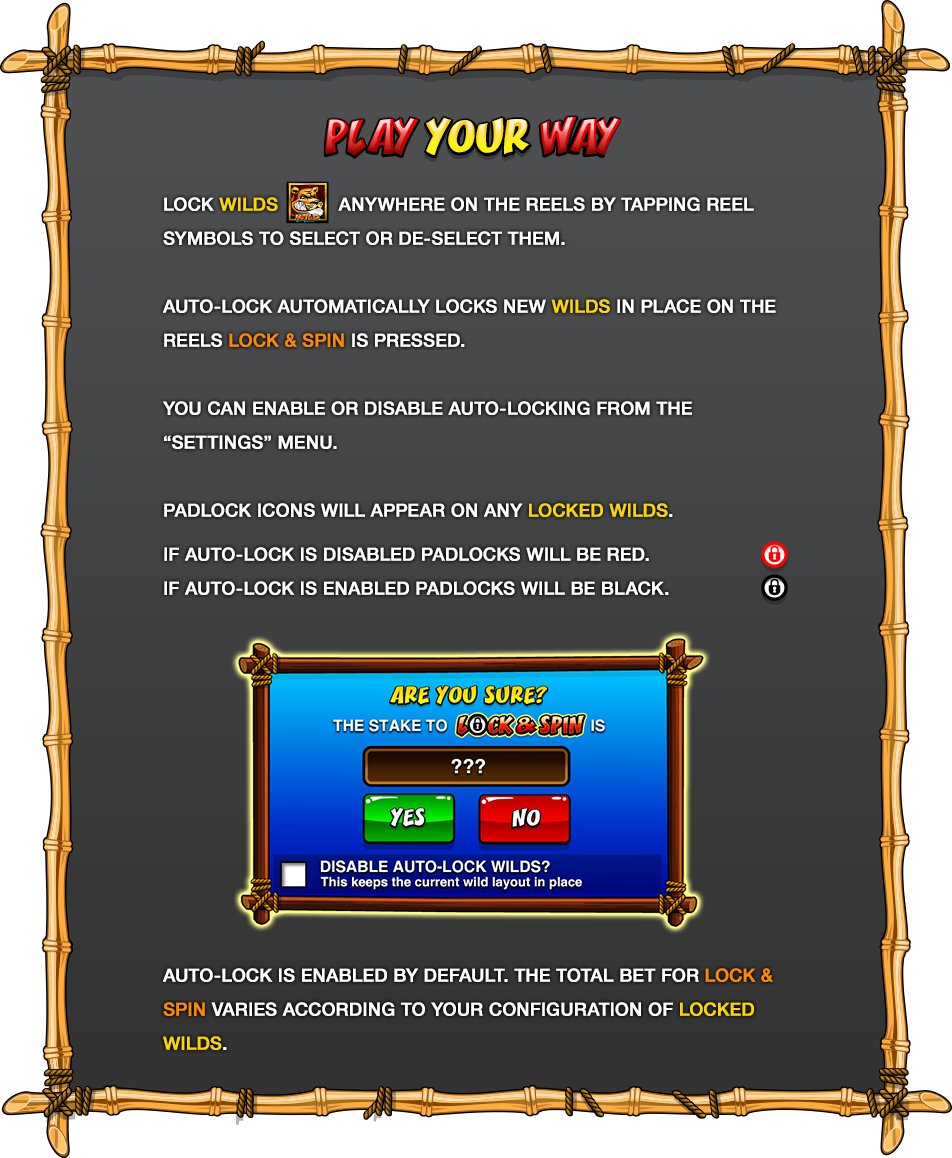 PLAY YOUR WAY
LOCK WILDS ANYWHERE ON THE REELS BY TAPPING REEL
SYMBOLS TO SELECT OR DE-SELECT THEM.
AUTO-LOCK AUTOMATICALLY LOCKS NEW WILDS IN PLACE ON THE
REELS LOCK & SPIN IS PRESSED.
YOU CAN ENABLE OR DISABLE AUTO-LOCKING FROM THE
“SETTINGS” MENU.
PADLOCK ICONS WILL APPEAR ON ANY LOCKED WILDS.
IF AUTO-LOCK IS DISABLED PADLOCKS WILL BE RED.
IF AUTO-LOCK IS ENABLED PADLOCKS WILL BE BLACK.
ARE YOU SURE?
THE STAKE TO LOCK & SPIN IS
???
YES NO
DISABLE AUTO-LOCK WILDS?
This keeps the current wild layout in place
AUTO-LOCK IS ENABLED BY DEFAULT. THE TOTAL BET FOR LOCK &
SPIN VARIES ACCORDING TO YOUR CONFIGURATION OF LOCKED
WILDS.